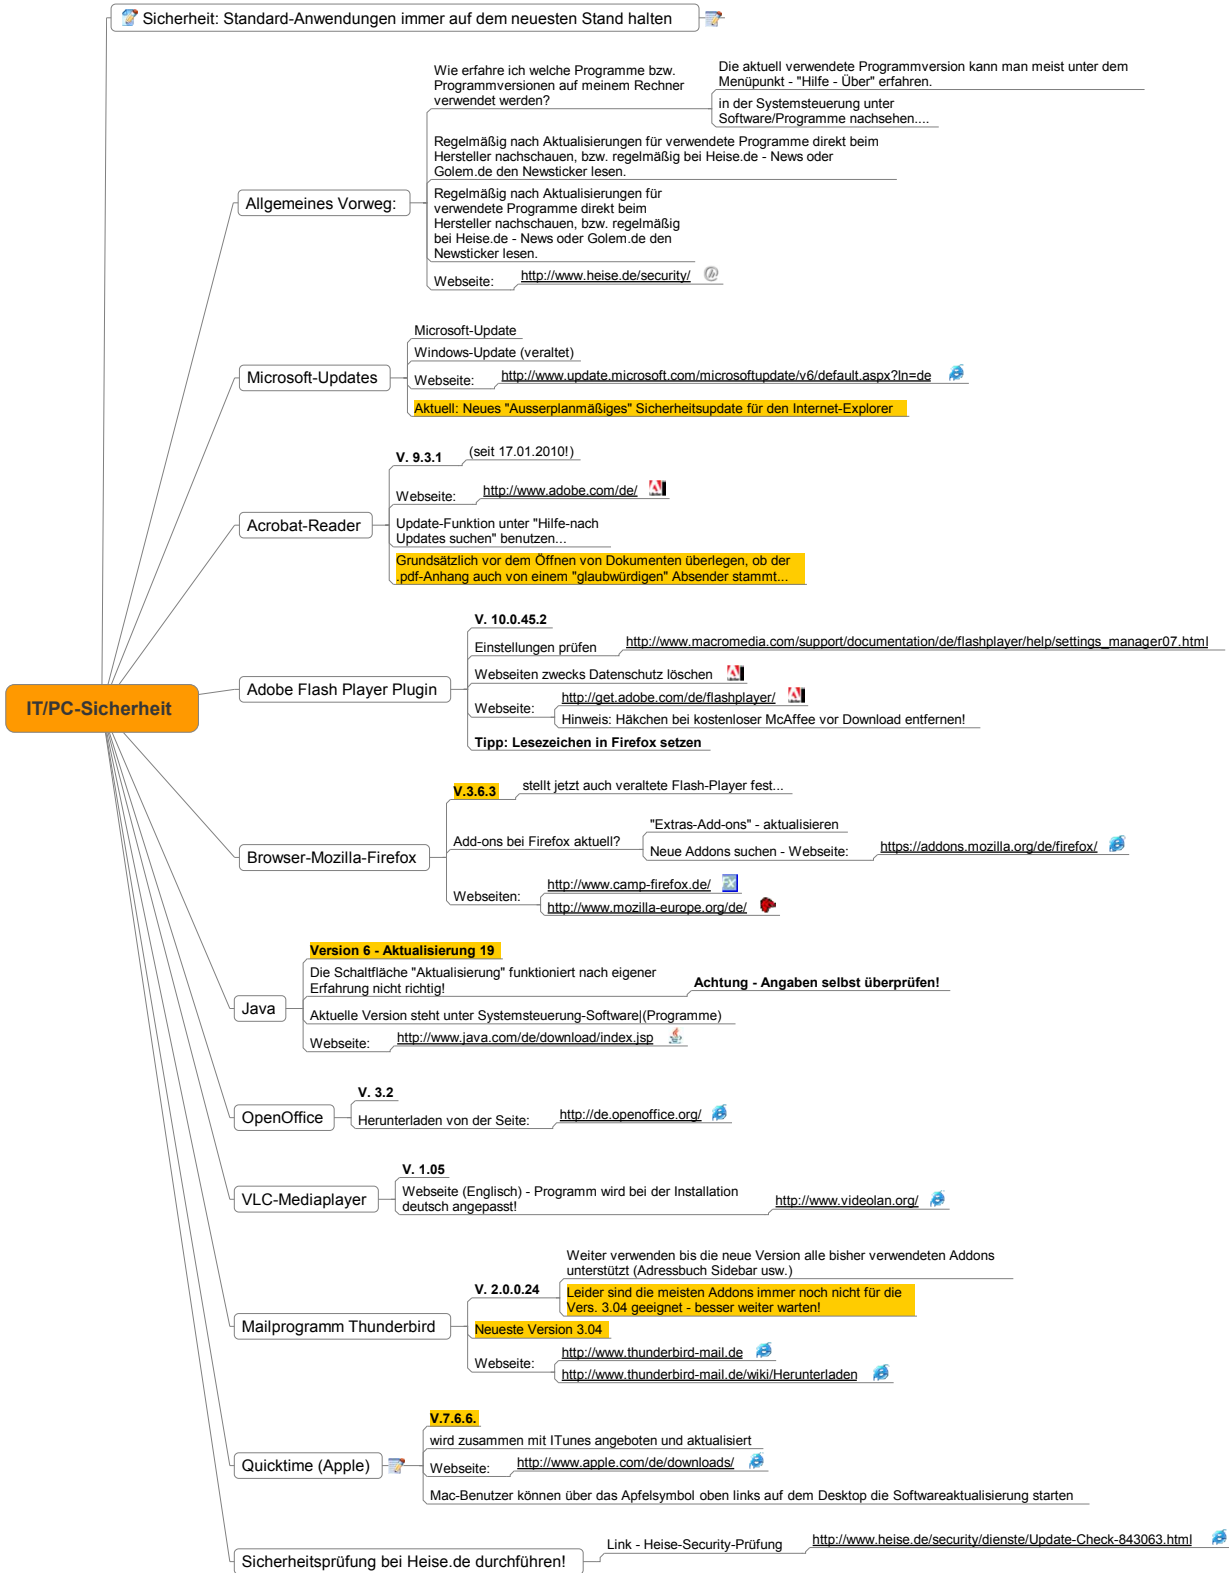 Sicherheit: Standard-Anwendungen immer auf dem neuesten Stand halten
Wie erfahre ich welche Programme bzw.
Programmversionen auf meinem Rechner
verwendet werden?
Die aktuell verwendete Programmversion kann man meist unter dem
Menüpunkt - "Hilfe - Über" erfahren.
in der Systemsteuerung unter
Software/Programme nachsehen....
Regelmäßig nach Aktualisierungen für verwendete Programme direkt beim
Hersteller nachschauen, bzw. regelmäßig bei Heise.de - News oder
Golem.de den Newsticker lesen.
Allgemeines Vorweg:
Regelmäßig nach Aktualisierungen für
verwendete Programme direkt beim
Hersteller nachschauen, bzw. regelmäßig
bei Heise.de - News oder Golem.de den
Newsticker lesen.
Webseite:
http://www.heise.de/security/
Microsoft-Updates
Microsoft-Update
Windows-Update (veraltet)
Webseite:
http://www.update.microsoft.com/microsoftupdate/v6/default.aspx?ln=de
Aktuell: Neues "Ausserplanmäßiges" Sicherheitsupdate für den Internet-Explorer
Acrobat-Reader
V. 9.3.1
(seit 17.01.2010!)
Webseite:
http://www.adobe.com/de/
Update-Funktion unter "Hilfe-nach
Updates suchen" benutzen...
Grundsätzlich vor dem Öffnen von Dokumenten überlegen, ob der
.pdf-Anhang auch von einem "glaubwürdigen" Absender stammt...
IT/PC-Sicherheit
Adobe Flash Player Plugin
V. 10.0.45.2
Einstellungen prüfen
http://www.macromedia.com/support/documentation/de/flashplayer/help/settings_manager07.html
Webseiten zwecks Datenschutz löschen
Webseite:
http://get.adobe.com/de/flashplayer/
Hinweis: Häkchen bei kostenloser McAffee vor Download entfernen!
Tipp: Lesezeichen in Firefox setzen
Browser-Mozilla-Firefox
V.3.6.3
stellt jetzt auch veraltete Flash-Player fest...
Add-ons bei Firefox aktuell?
"Extras-Add-ons" - aktualisieren
Neue Addons suchen - Webseite:
https://addons.mozilla.org/de/firefox/
Webseiten:
http://www.camp-firefox.de/
http://www.mozilla-europe.org/de/
Java
Version 6 - Aktualisierung 19
Die Schaltfläche "Aktualisierung" funktioniert nach eigener
Erfahrung nicht richtig!
Achtung - Angaben selbst überprüfen!
Aktuelle Version steht unter Systemsteuerung-Software|(Programme)
Webseite:
http://www.java.com/de/download/index.jsp
OpenOffice
V. 3.2
Herunterladen von der Seite:
http://de.openoffice.org/
VLC-Mediaplayer
V. 1.05
Webseite (Englisch) - Programm wird bei der Installation
deutsch angepasst!
http://www.videolan.org/
Mailprogramm Thunderbird
V. 2.0.0.24
Weiter verwenden bis die neue Version alle bisher verwendeten Addons
unterstützt (Adressbuch Sidebar usw.)
Leider sind die meisten Addons immer noch nicht für die
Vers. 3.04 geeignet - besser weiter warten!
Neueste Version 3.04
Webseite:
http://www.thunderbird-mail.de
http://www.thunderbird-mail.de/wiki/Herunterladen
Quicktime (Apple)
V.7.6.6.
wird zusammen mit ITunes angeboten und aktualisiert
Webseite:
http://www.apple.com/de/downloads/
Mac-Benutzer können über das Apfelsymbol oben links auf dem Desktop die Softwareaktualisierung starten
Sicherheitsprüfung bei Heise.de durchführen!
Link - Heise-Security-Prüfung
http://www.heise.de/security/dienste/Update-Check-843063.html